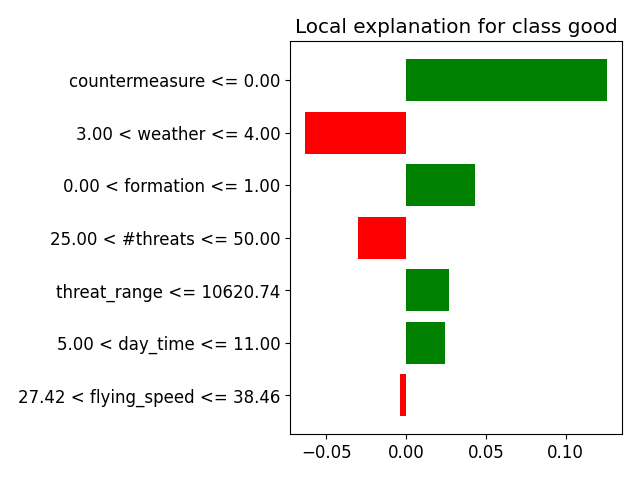 Local explanation for class good
countermeasure <= 0.00
3.00 < weather <= 4.00
0.00 < formation <= 1.00
25.00 < #threats <= 50.00
threat_range <= 10620.74
5.00 < day_time <= 11.00
27.42 < flying_speed <= 38.46
−0.05 0.00 0.05 0.10